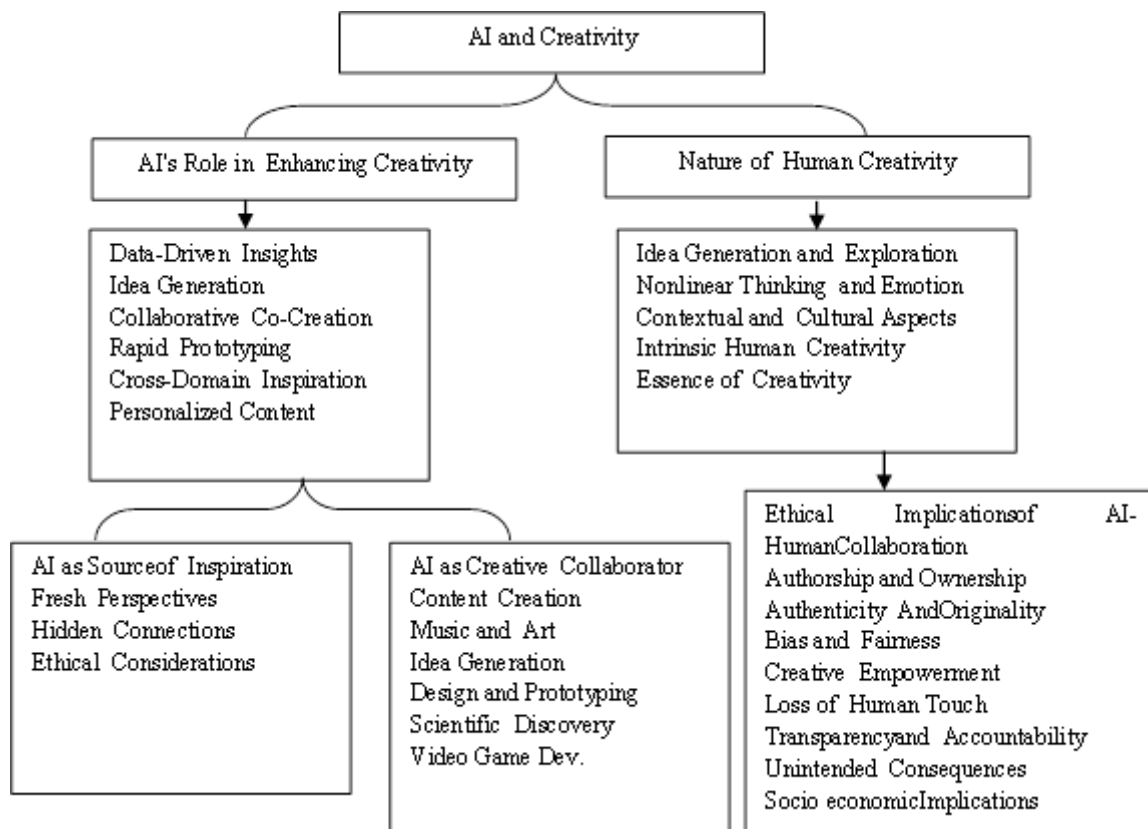 AI and Creativity
AI's Role in Enhancing Creativity
Nature of Human Creativity
Data-Driven Insights
Idea Generation
Collaborative Co-Creation
Rapid Prototyping
Cross-Domain Inspiration
Personalized Content
Idea Generation and Exploration
Nonlinear Thinking and Emotion
Contextual and Cultural Aspects
Intrinsic Human Creativity
Essence of Creativity
AI as Sourceof Inspiration
Fresh Perspectives
Hidden Connections
Ethical Considerations
AI as Creative Collaborator
Content Creation
Music and Art
Idea Generation
Design and Prototyping
Scientific Discovery
Video Game Dev.
Ethical Implicationsof AI-
HumanCollaboration
Authorship and Ownership
Authenticity AndOriginality
Bias and Fairness
Creative Empowerment
Loss of Human Touch
Transparencyand Accountability
Unintended Consequences
Socio economicImplications